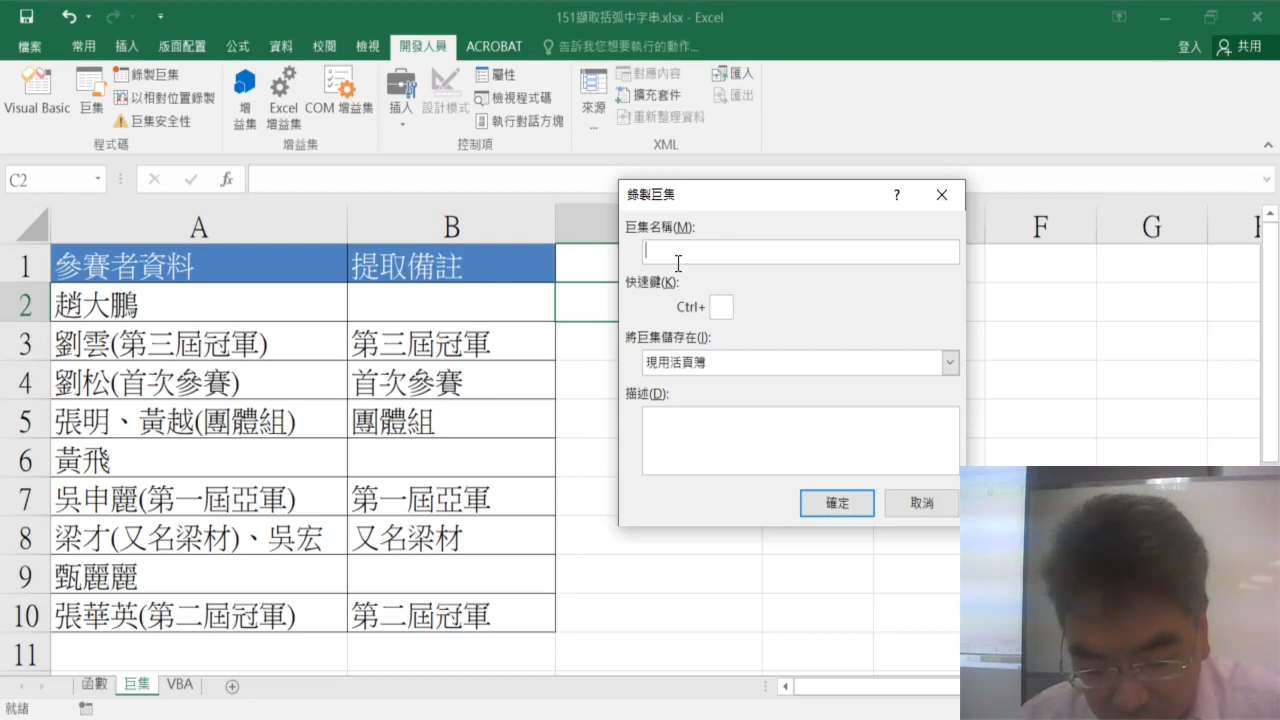 151擷取括弧中字串.xlsx - Excel
檔案 常用 插入 版面配置 公式 資料 校閱 檢視 開發人員 ACROBAT 告訴我您想要執行的動作... 登入 共用
Visual Basic 巨集 錄製巨集 以相對位置錄製 巨集安全性 程式碼
增益集 Excel 增益集 COM 增益集 增益集
插入 設計模式 屬性 檢視程式碼 執行對話方塊 控制項
來源... 對應內容 擴充套件 重新整理資料 匯入 匯出 XML
C2 fx
A B F G
1 參賽者資料 提取備註
2 趙大鵬
3 劉雲(第三屆冠軍) 第三屆冠軍
4 劉松(首次參賽) 首次參賽
5 張明、黃越(團體組) 團體組
6 黃飛
7 吳申麗(第一屆亞軍) 第一屆亞軍
8 梁才(又名梁材)、吳宏 又名梁材
9 甄麗麗
10 張華英(第二屆冠軍) 第二屆冠軍
11
錄製巨集 ?
巨集名稱(M):
快速鍵(K):
Ctrl+
將巨集儲存在(I):
現用活頁簿
描述(D):
確定 取消
函數 巨集 VBA
就緒